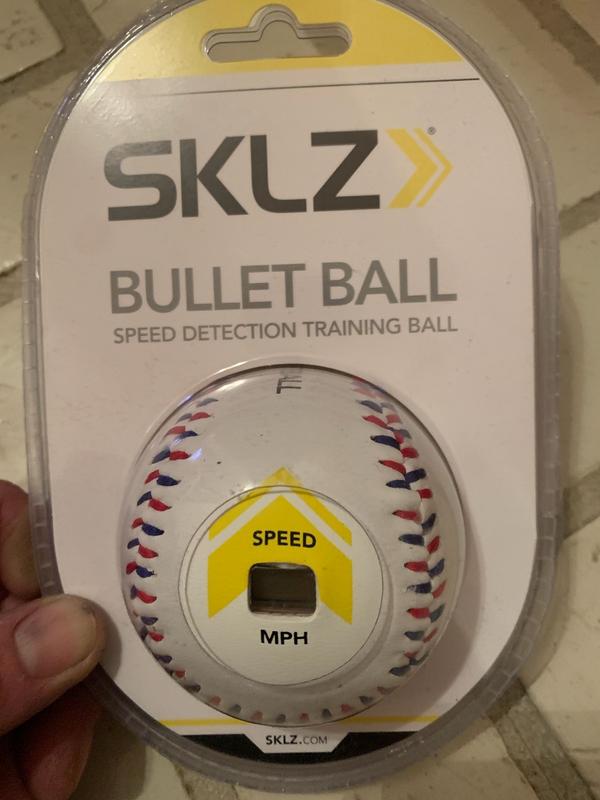 SKLZ®
BULLET BALL
SPEED DETECTION TRAINING BALL
SPEED
MPH
SKLZ.COM